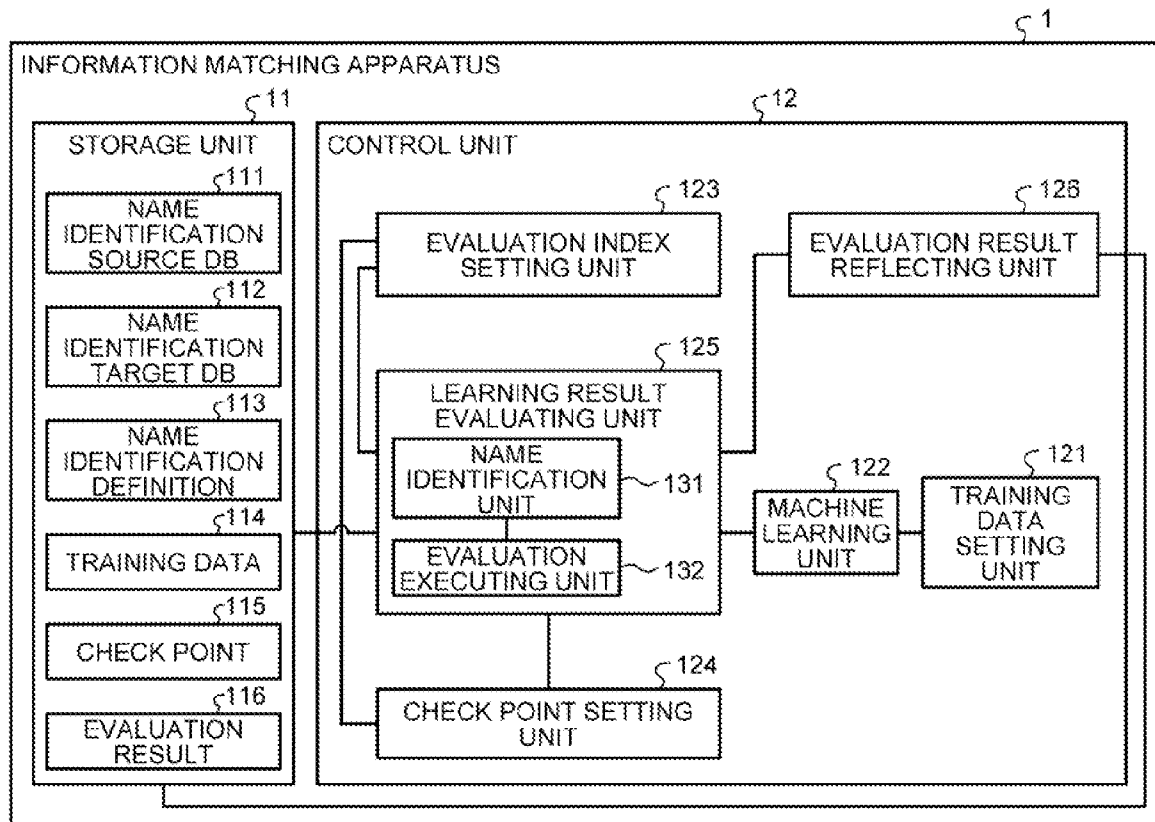 1
INFORMATION MATCHING APPARATUS
11
STORAGE UNIT
111
NAME
IDENTIFICATION
SOURCE DB
112
NAME
IDENTIFICATION
TARGET DB
113
NAME
IDENTIFICATION
DEFINITION
114
TRAINING DATA
115
CHECK POINT
116
EVALUATION
RESULT
12
CONTROL UNIT
123
EVALUATION INDEX
SETTING UNIT
126
EVALUATION RESULT
REFLECTING UNIT
125
LEARNING RESULT
EVALUATING UNIT
NAME
IDENTIFICATION
UNIT
131
EVALUATION
EXECUTING UNIT
132
122
MACHINE
LEARNING
UNIT
121
TRAINING
DATA
SETTING
UNIT
124
CHECK POINT SETTING
UNIT